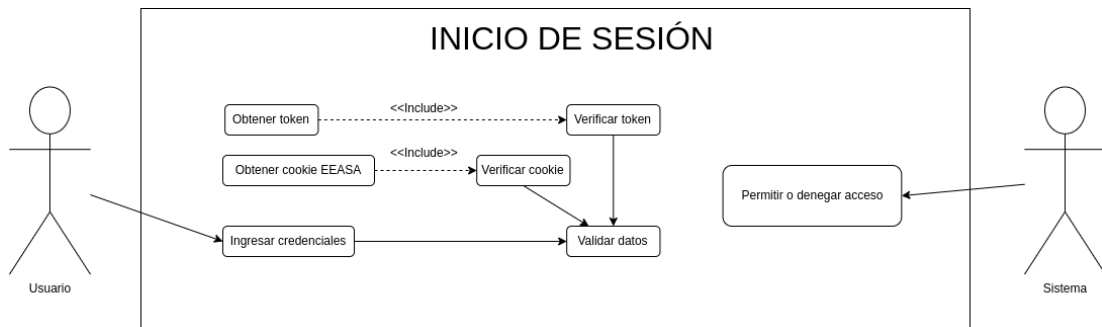 INICIO DE SESIÓN
Obtener token
<<Include>>
Verificar token
Obtener cookie EEASA
<<Include>>
Verificar cookie
Permitir o denegar acceso
Ingresar credenciales
Validar datos
Usuario
Sistema